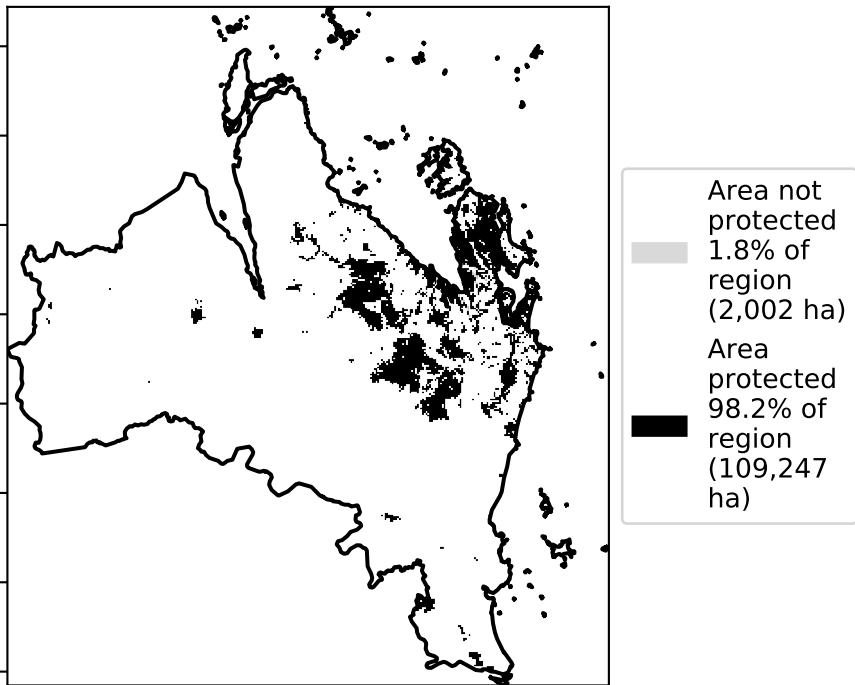 Area not
protected
1.8% of
region
(2,002 ha)
Area
protected
98.2% of
region
(109,247
ha)